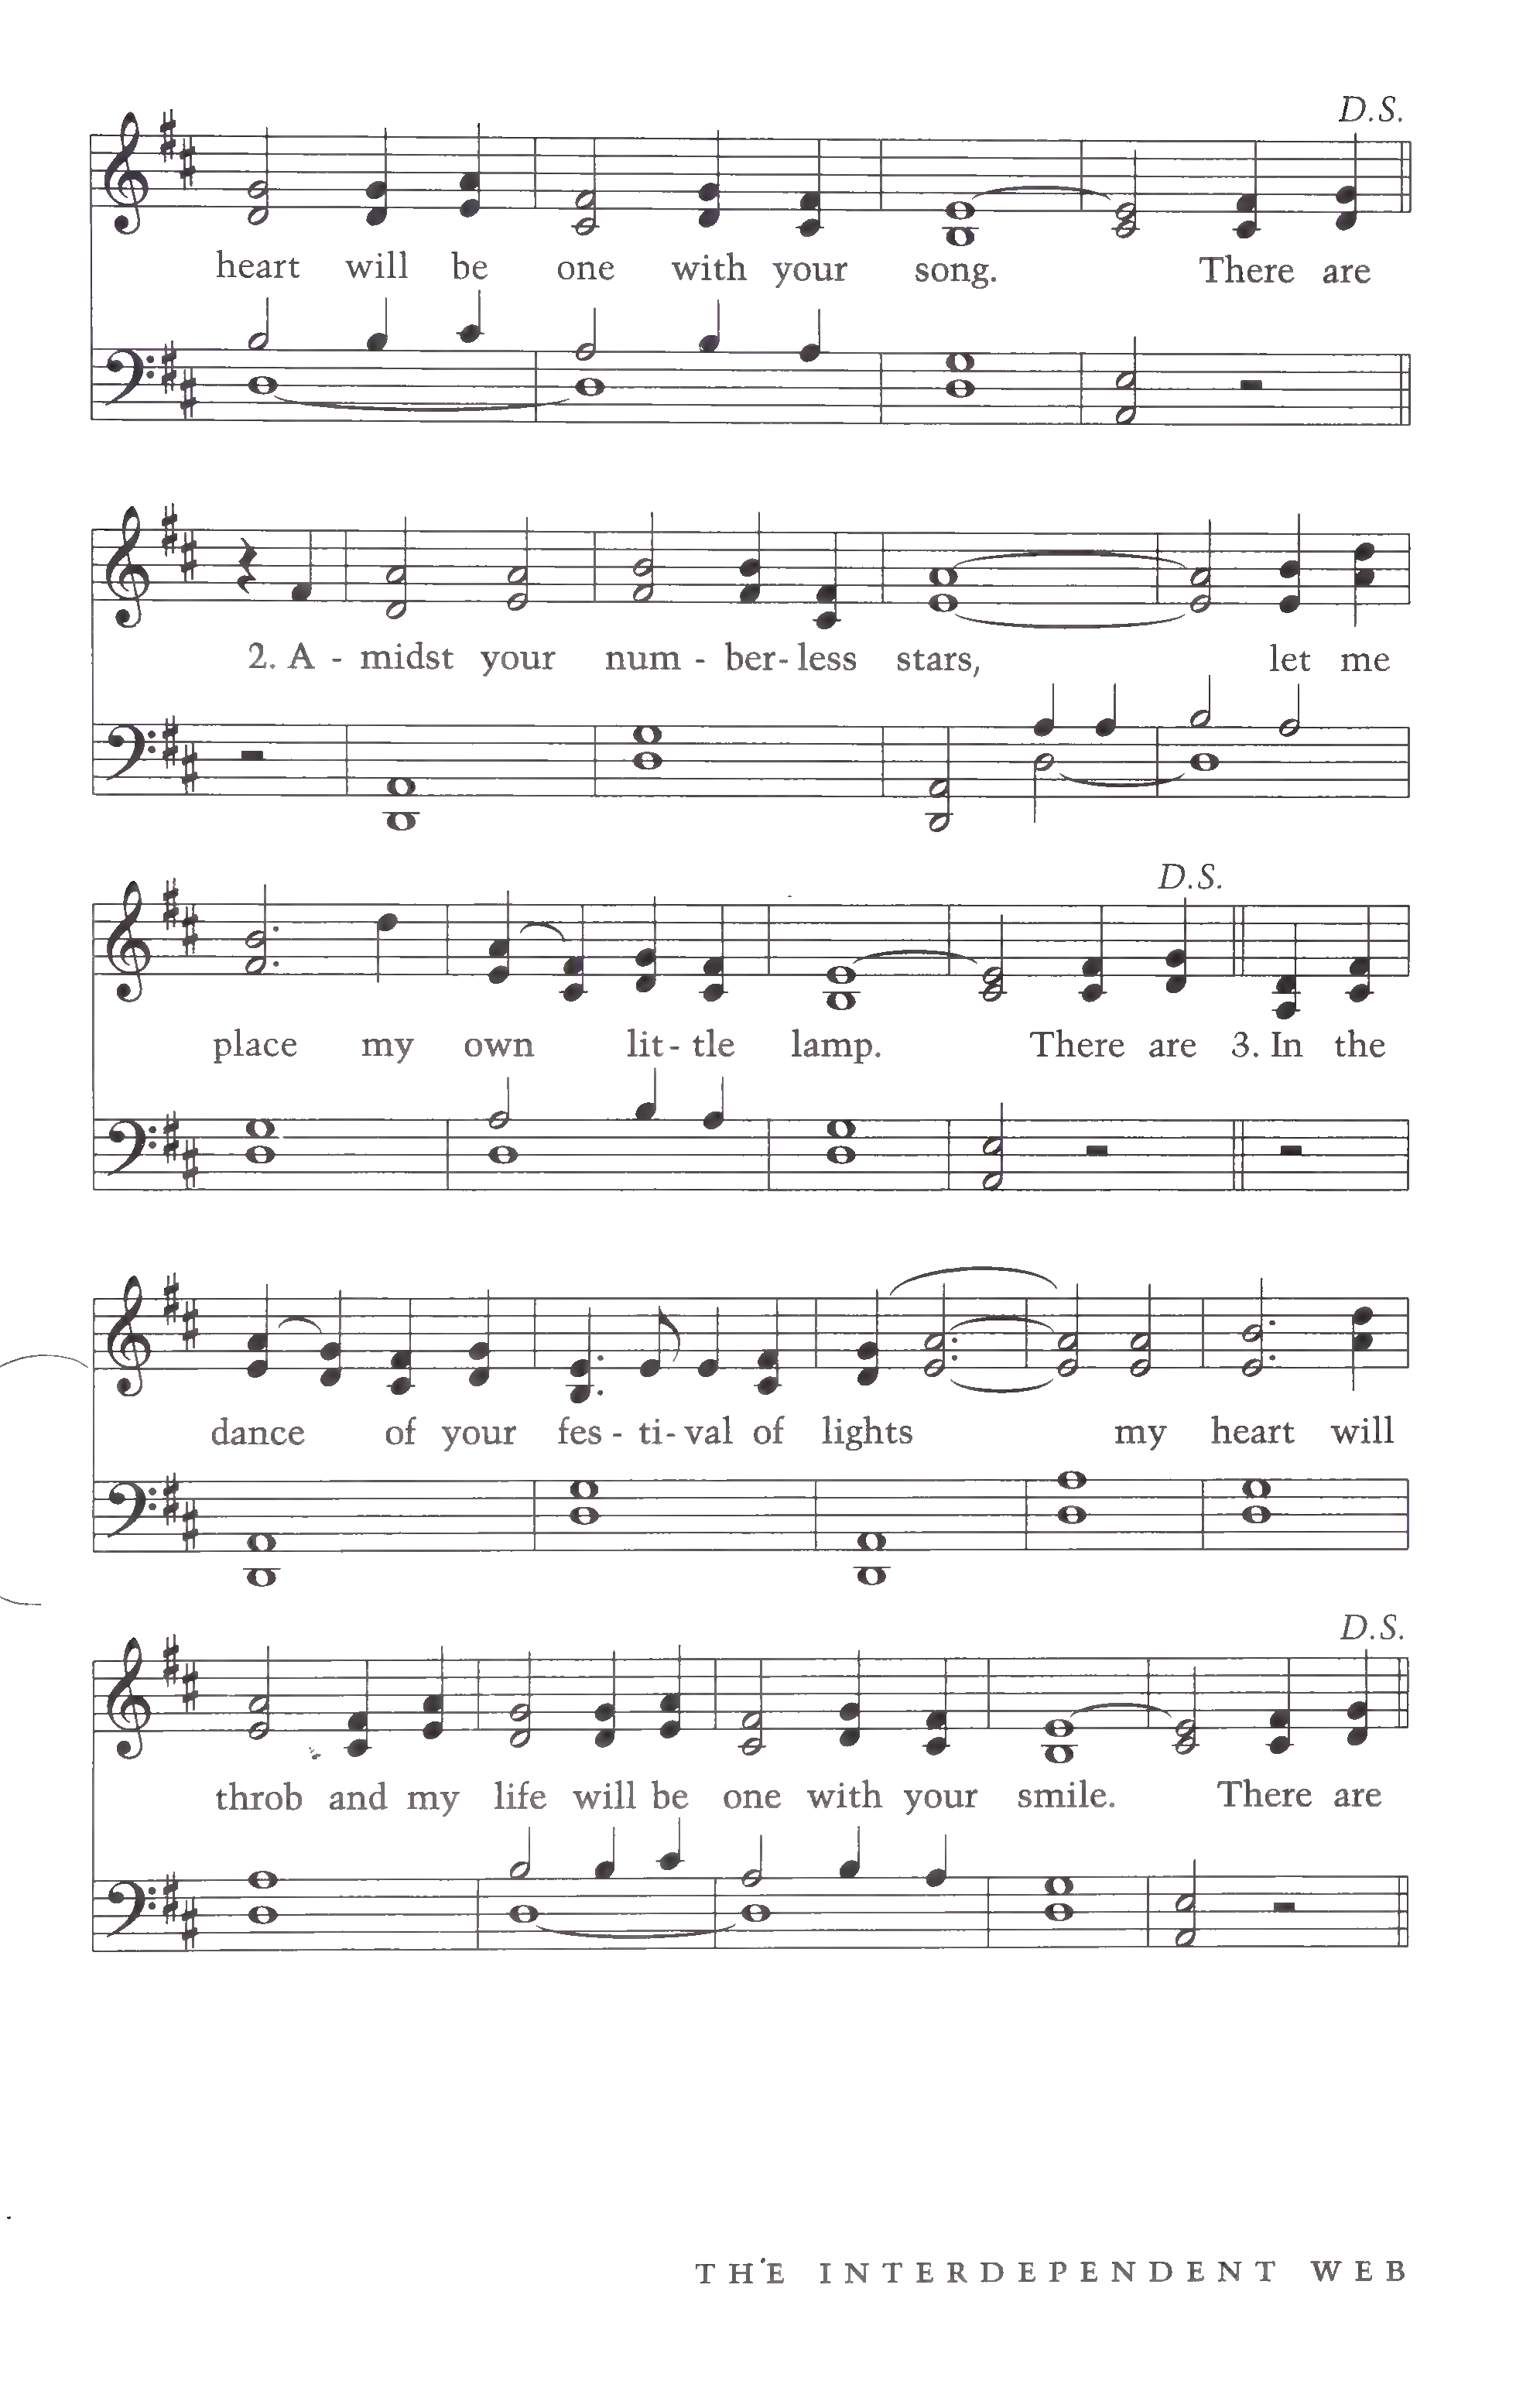 D.S.
heart will be one with your song. There are
2. A - midst your num - ber - less stars, let me
D.S.
place my own lit - tle lamp. There are 3. In the
dance of your fes - ti - val of lights my heart will
D.S.
throb and my life will be one with your smile. There are
THE INTERDEPENDENT WEB